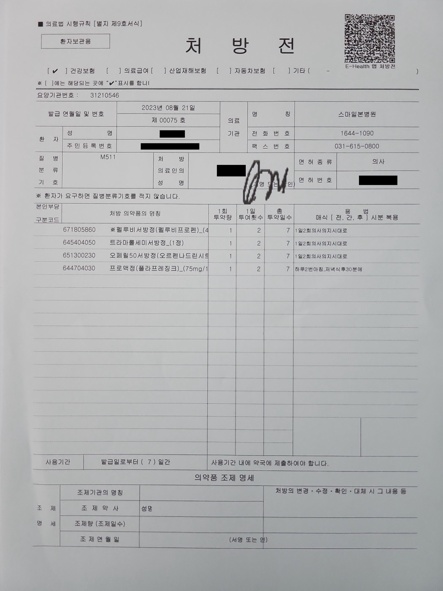 ■ 의료법 시행규칙 [별지 제9호서식]
환자보관용
처 방 전
E-Health 앱 처방전
[ ✔ ] 건강보험 [ ] 의료급여 [ ] 산업재해보험 [ ] 자동차보험 [ ] 기타 ( - )
※ [ ]에는 해당되는 곳에 "✔"표시를 합니다
요양기관번호 : 31210546
발급 연월일 및 번호 2023년 08월 21일
제 00075 호
의료기관
명 칭 스마일본병원
전 화 번 호 1644-1090
팩 스 번 호 031-615-0800
환 자
성 명
주 민 등 록 번 호
질 병 분 류 기 호 M511
처 방 의료인의 성 명
면 허 종 류 의사
면 허 번 호
※ 환자가 요구하면 질병분류기호를 적지 않습니다.
본인부담 구분코드 처방 의약품의 명칭 1회 투약량 1일 투여횟수 총 투약일수 용 법
매식 ( 전, 간, 후 ) 시분 복용
671805860 ※펠루비서방정(펠루비프로펜)_(4 1 2 7 1일2회의사의지시대로
645404050 트라마롤세미서방정_(1정) 1 2 7 1일2회의사의지시대로
651300230 오페릴50서방정(오르펜나드린시트 1 2 7 1일2회의사의지시대로
644704030 프로맥정(폴라프레징크)_(75mg/1 1 2 7 하루2번아침,저녁식후30분에
사용기간 발급일로부터 ( 7 ) 일간 사용기간 내에 약국에 제출하여야 합니다.
의약품 조제 명세
조 제 명 세
조제기관의 명칭 처방의 변경 · 수정 · 확인 · 대체 시 그 내용 등
조 제 약 사 성명
조제량 (조제일수)
조 제 연 월 일 (서명 또는 인)